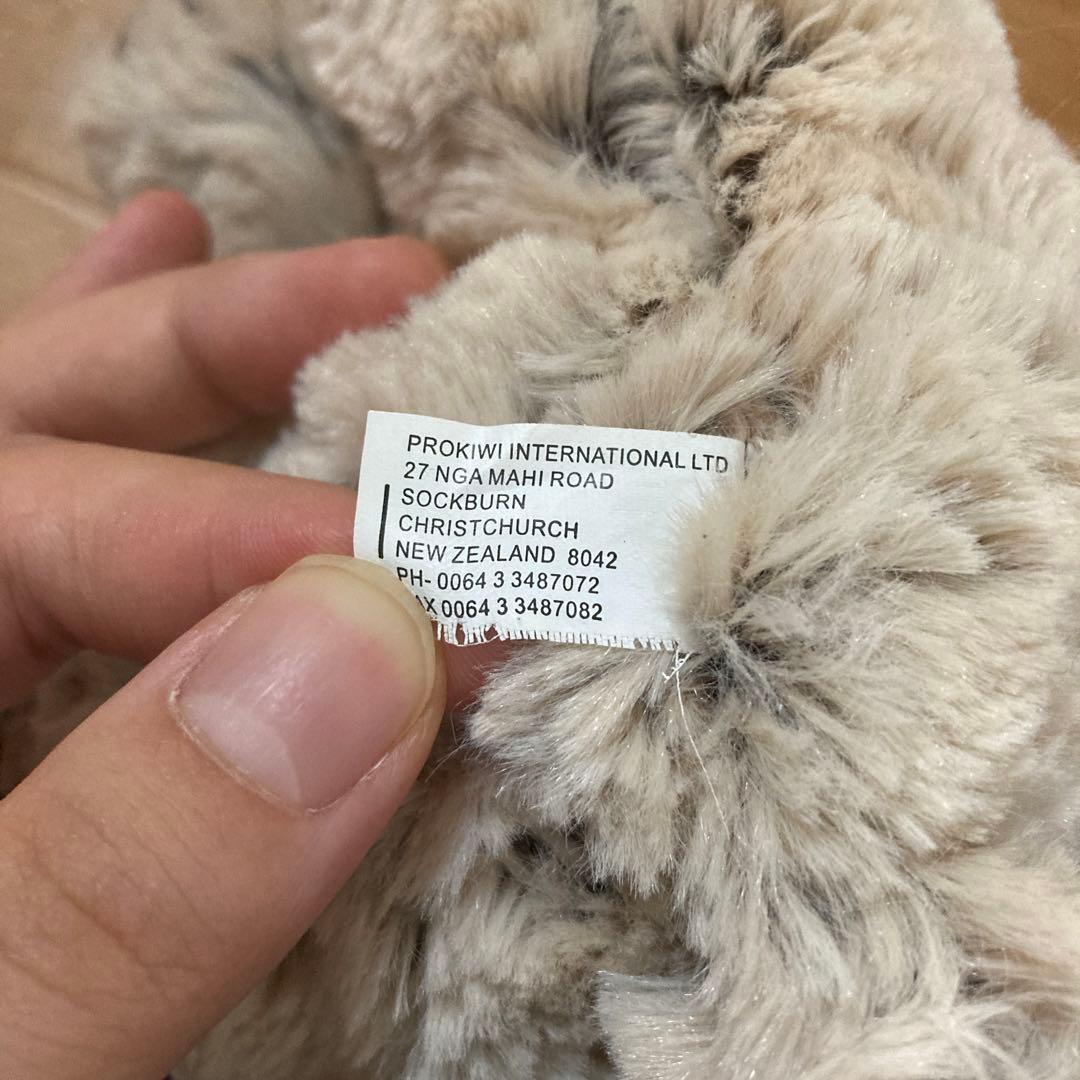 PROKIWI INTERNATIONAL LTD
27 NGA MAHI ROAD
SOCKBURN
CHRISTCHURCH
NEW ZEALAND 8042
PH- 0064 3 3487072
AX 0064 3 3487082